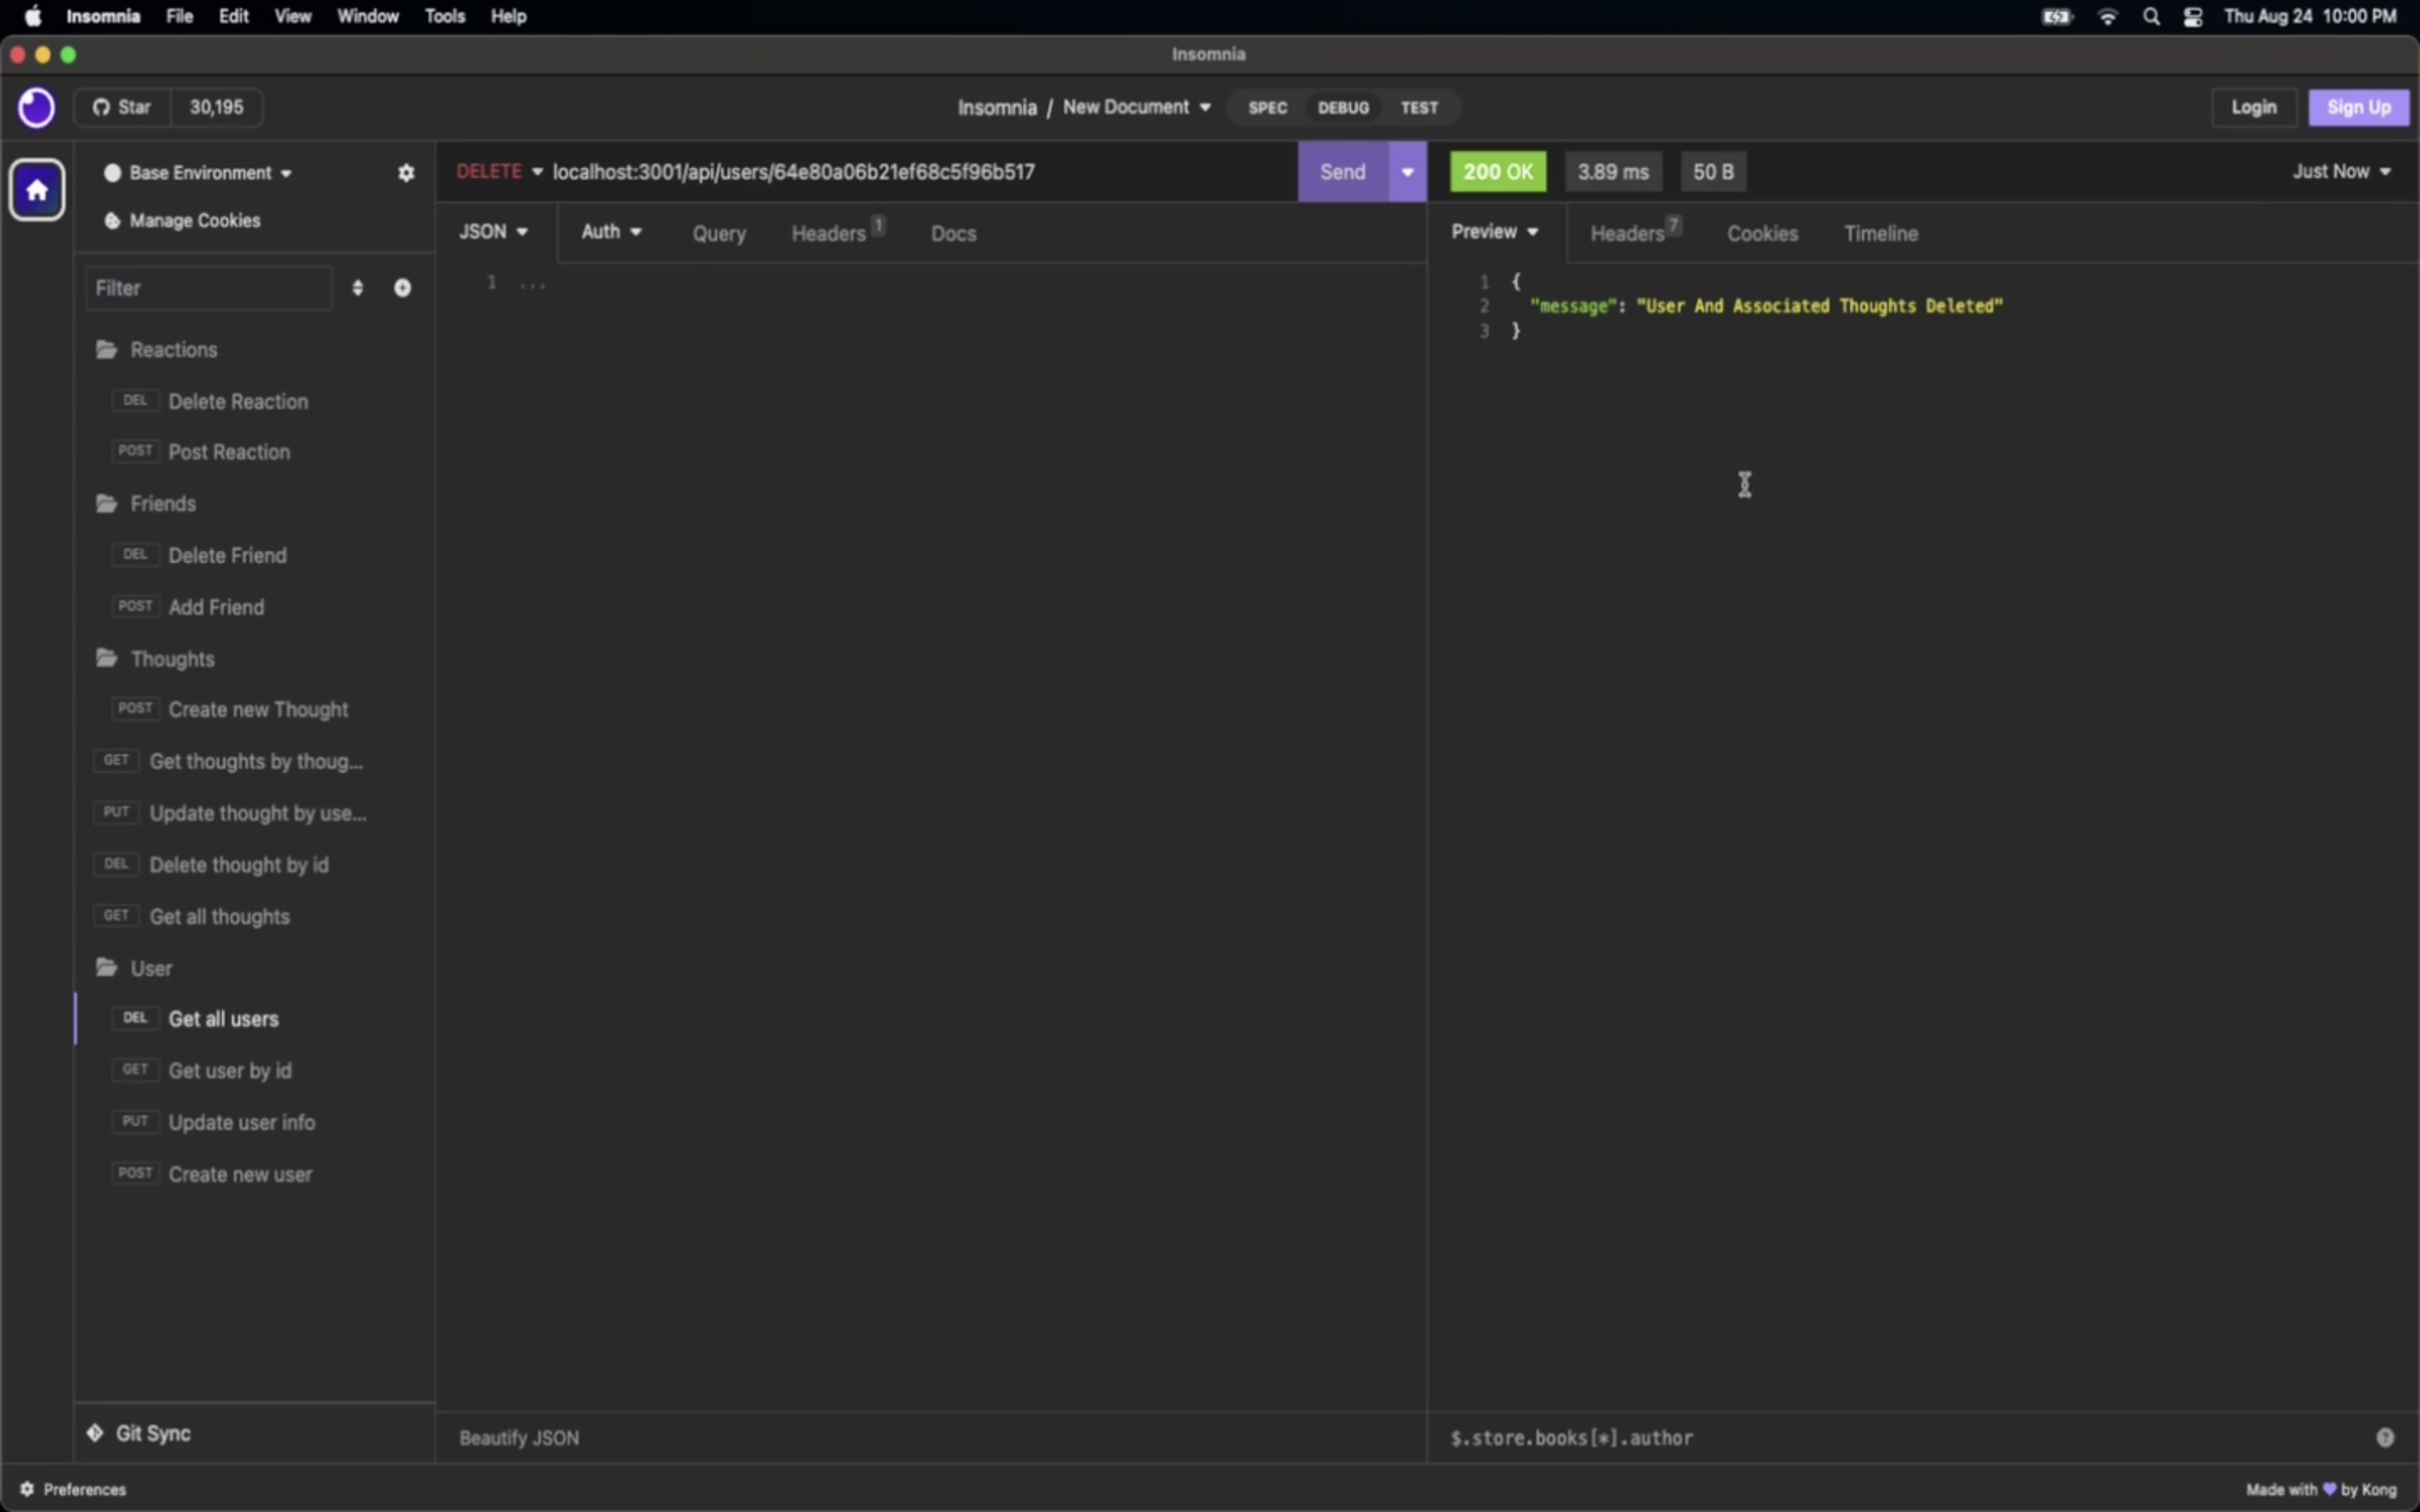 Insomnia File Edit View Window Tools Help Thu Aug 24 10:00 PM
Insomnia
Star 30,195 Insomnia / New Document SPEC DEBUG TEST Login Sign Up
Base Environment
Manage Cookies
DELETE localhost:3001/api/users/64e80a06b21ef68c5f96b517 Send 200 OK 3.89 ms 50 B Just Now
JSON Auth Query Headers 1 Docs Preview Headers 7 Cookies Timeline
1 ...
1 {
2 "message": "User And Associated Thoughts Deleted"
3 }
Filter
Reactions
DEL Delete Reaction
POST Post Reaction
Friends
DEL Delete Friend
POST Add Friend
Thoughts
POST Create new Thought
GET Get thoughts by thoug...
PUT Update thought by use...
DEL Delete thought by id
GET Get all thoughts
User
DEL Get all users
GET Get user by id
PUT Update user info
POST Create new user
Git Sync
Beautify JSON $.store.books[*].author
Preferences Made with 💜 by Kong